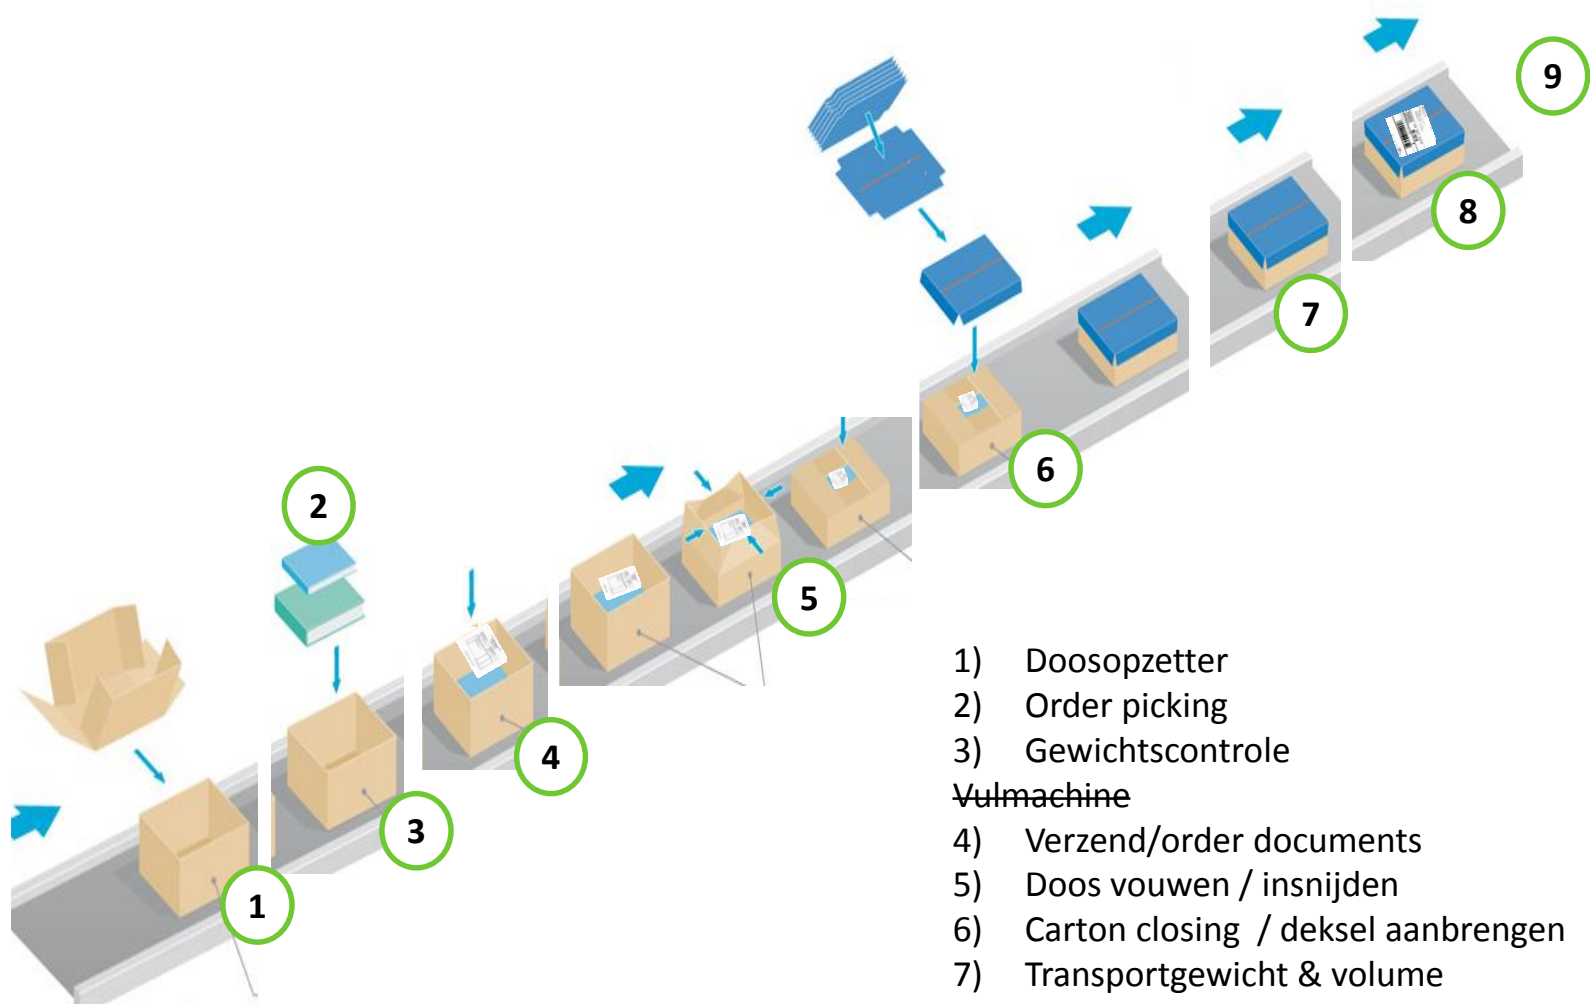 9
8
7
6
2
5
4
3
1
1) Doosopzetter
2) Order picking
3) Gewichtscontrole
Vulmachine
4) Verzend/order documents
5) Doos vouwen / insnijden
6) Carton closing / deksel aanbrengen
7) Transportgewicht & volume